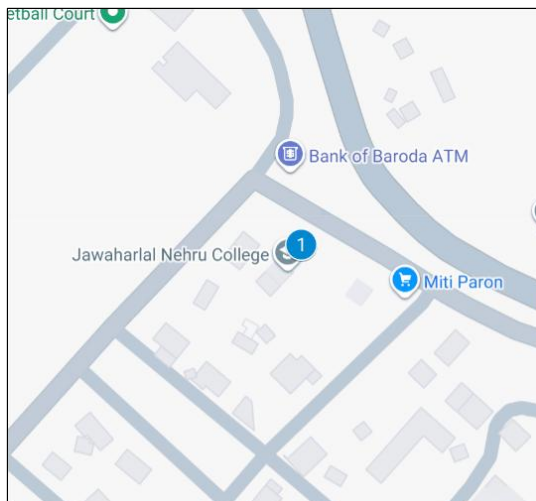 etball Court
Bank of Baroda ATM
Jawaharlal Nehru College
1
Miti Paron